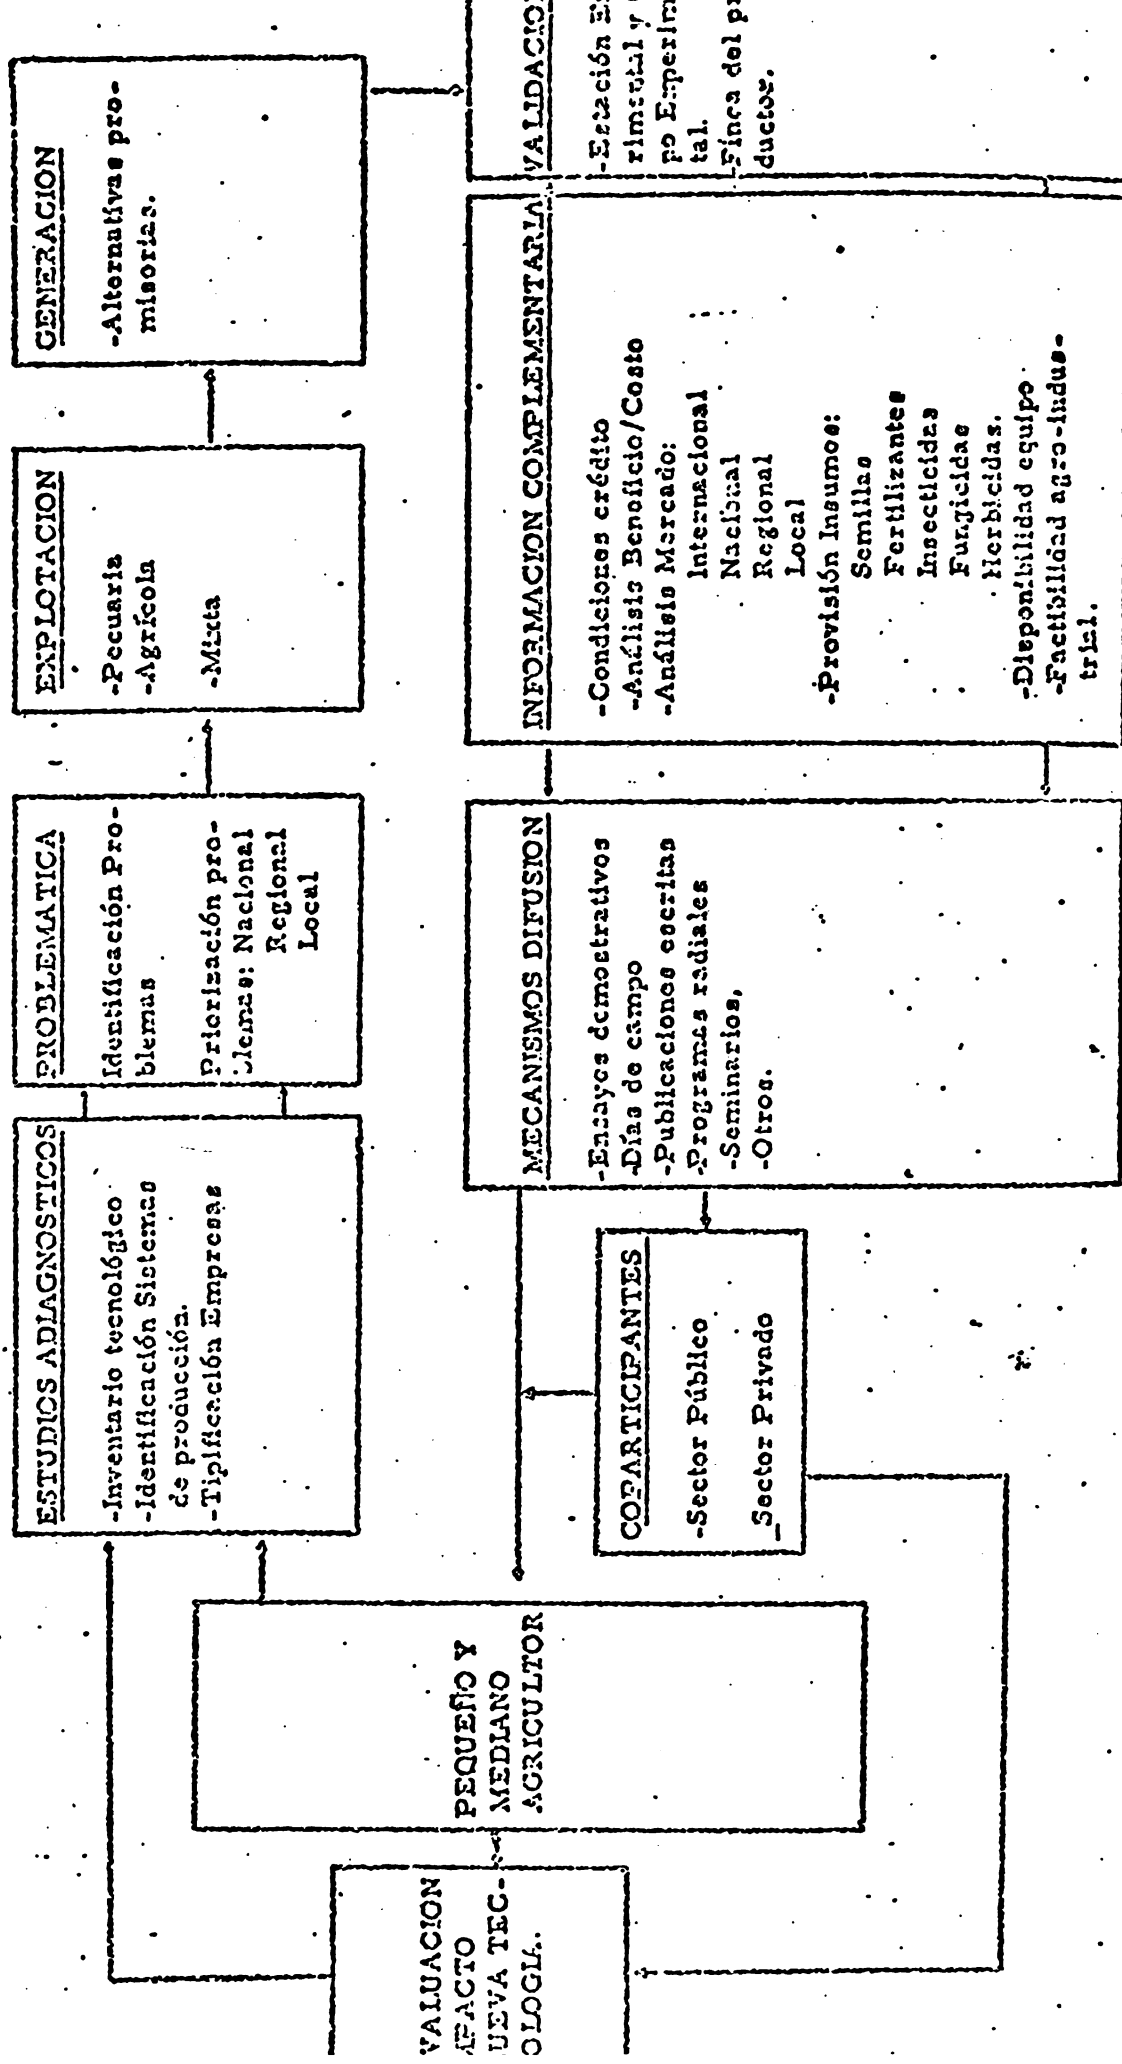 ESTUDIOS ADIAGNOSTICOS
-Inventario tecnológico
-Identificación Sistemas
de producción.
-Tiplficación Empresas
PROBLEMATICA
Identificación Pro-
blemas
Priorización pro-
blemas: Nacional
Regional
Local
EXPLOTACION
-Pecuaria
-Agrícola
-Mixta
GENERACION
-Alternativas pro-
misorias.
VALIDACION
-Estación E
rimental y
po Experim
tal.
-Finca del p
ductor.
INFORMACION COMPLEMENTARIA
-Condiciones crédito
-Análisis Beneficio/Costo
-Análisis Mercado:
Internacional
Nacional
Regional
Local
-Provisión Insumos:
Semillas
Fertilizantes
Insecticidas
Fungicidas
Herbicidas.
-Disponibilidad equipo
-Factibilidad agro-indus-
trial.
MECANISMOS DIFUSION
-Ensayos demostrativos
-Días de campo
-Publicaciones escritas
-Programas radiales
-Seminarios,
-Otros.
COPARTICIPANTES
-Sector Público
_Sector Privado
PEQUEÑO Y
MEDIANO
AGRICULTOR
VALUACION
MPACTO
UEVA TEC-
OLOGIA.